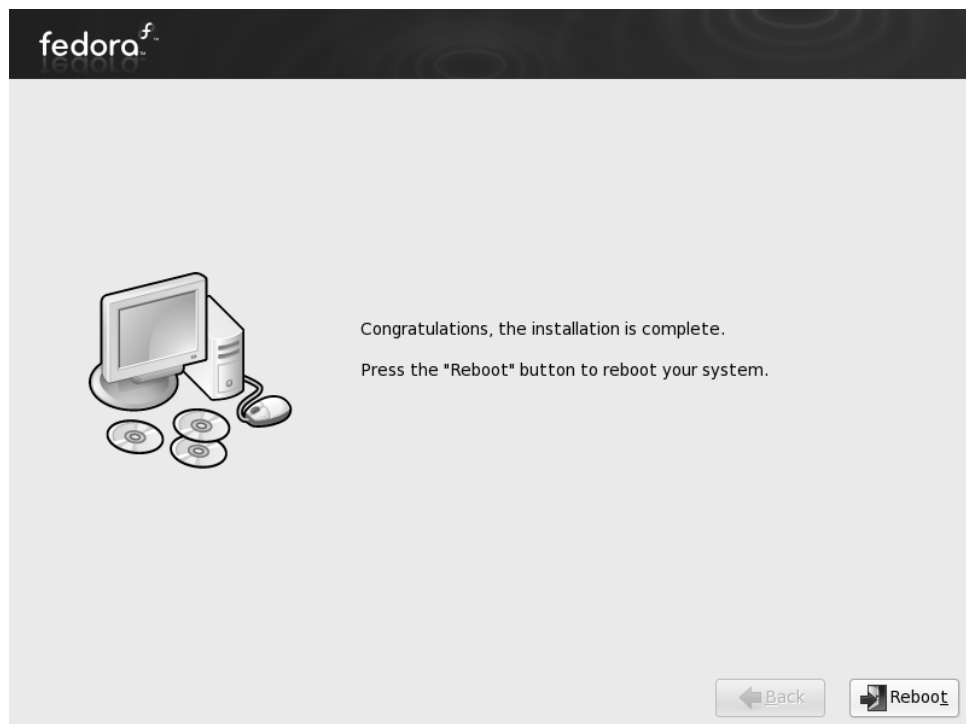 fedora
Congratulations, the installation is complete.
Press the "Reboot" button to reboot your system.
Back
Reboot